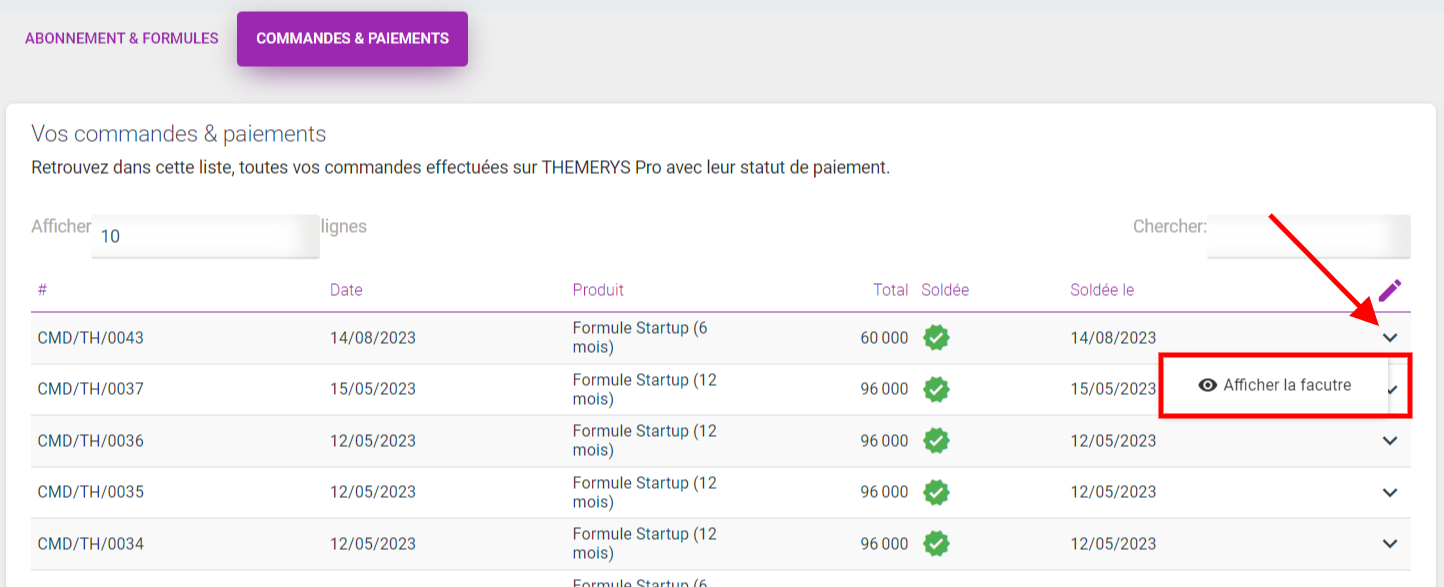 ABONNEMENT & FORMULES COMMANDES & PAIEMENTS
Vos commandes & paiements
Retrouvez dans cette liste, toutes vos commandes effectuées sur THEMERYS Pro avec leur statut de paiement.
Afficher 10 lignes Chercher:
# Date Produit Total Soldée Soldée le
CMD/TH/0043 14/08/2023 Formule Startup (6 mois) 60 000 14/08/2023
CMD/TH/0037 15/05/2023 Formule Startup (12 mois) 96 000 15/05/2023
Afficher la facutre
CMD/TH/0036 12/05/2023 Formule Startup (12 mois) 96 000 12/05/2023
CMD/TH/0035 12/05/2023 Formule Startup (12 mois) 96 000 12/05/2023
CMD/TH/0034 12/05/2023 Formule Startup (12 mois) 96 000 12/05/2023
Formule Startup (6